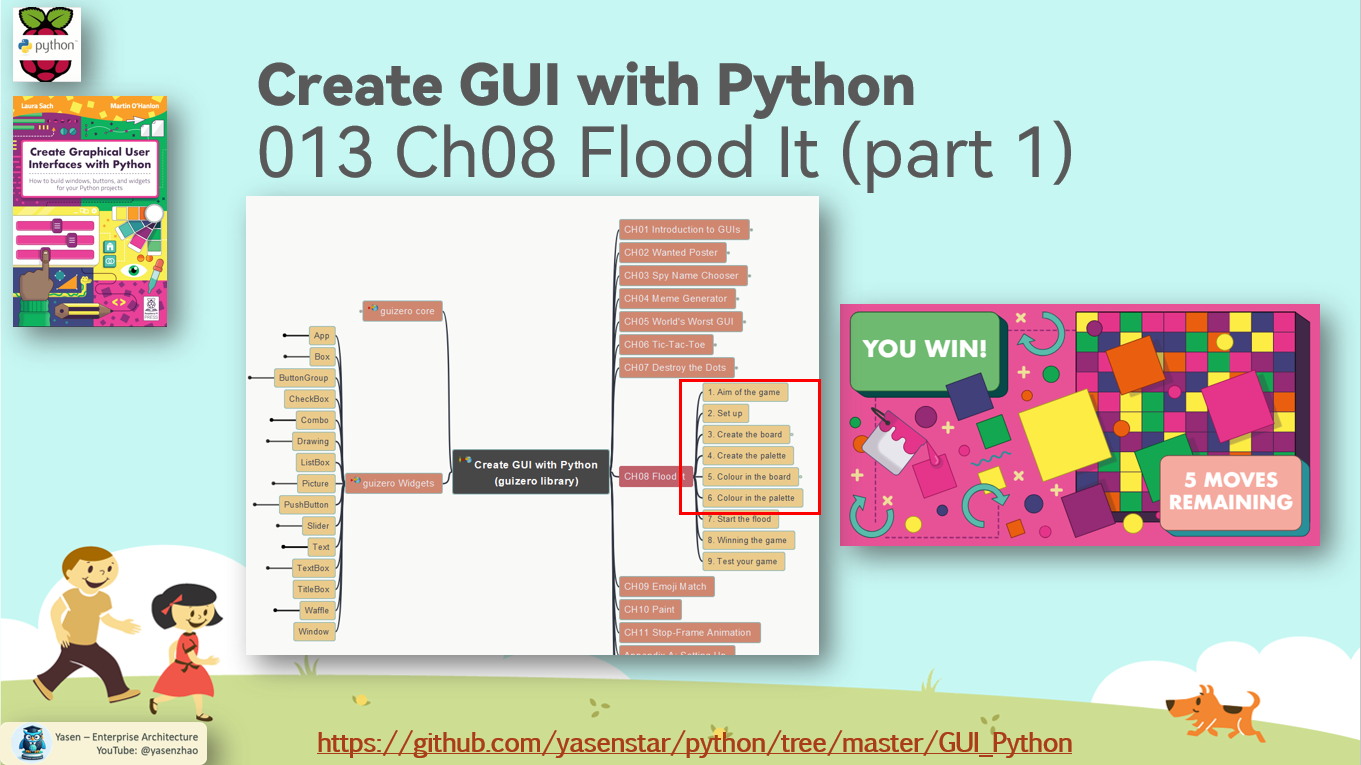 python
Create GUI with Python
013 Ch08 Flood It (part 1)
Laura Sach Martin O'Hanlon
Create Graphical User
Interfaces with Python
How to build windows, buttons, and widgets
for your Python projects
PRESS
guizero core
App
Box
ButtonGroup
CheckBox
Combo
Drawing
ListBox
Picture
PushButton
Slider
Text
TextBox
TitleBox
Waffle
Window
guizero Widgets
Create GUI with Python
(guizero library)
CH01 Introduction to GUIs
CH02 Wanted Poster
CH03 Spy Name Chooser
CH04 Meme Generator
CH05 World's Worst GUI
CH06 Tic-Tac-Toe
CH07 Destroy the Dots
CH08 Flood It
1. Aim of the game
2. Set up
3. Create the board
4. Create the palette
5. Colour in the board
6. Colour in the palette
7. Start the flood
8. Winning the game
9. Test your game
CH09 Emoji Match
CH10 Paint
CH11 Stop-Frame Animation
Appendix A: Setting Up
YOU WIN!
5 MOVES
REMAINING
Yasen – Enterprise Architecture
YouTube: @yasenzhao
https://github.com/yasenstar/python/tree/master/GUI_Python